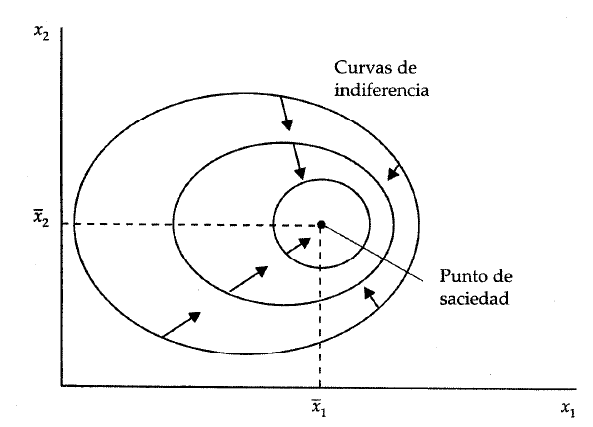 x₂
Curvas de
indiferencia
x̅₂
Punto de
saciedad
x̅₁
x₁